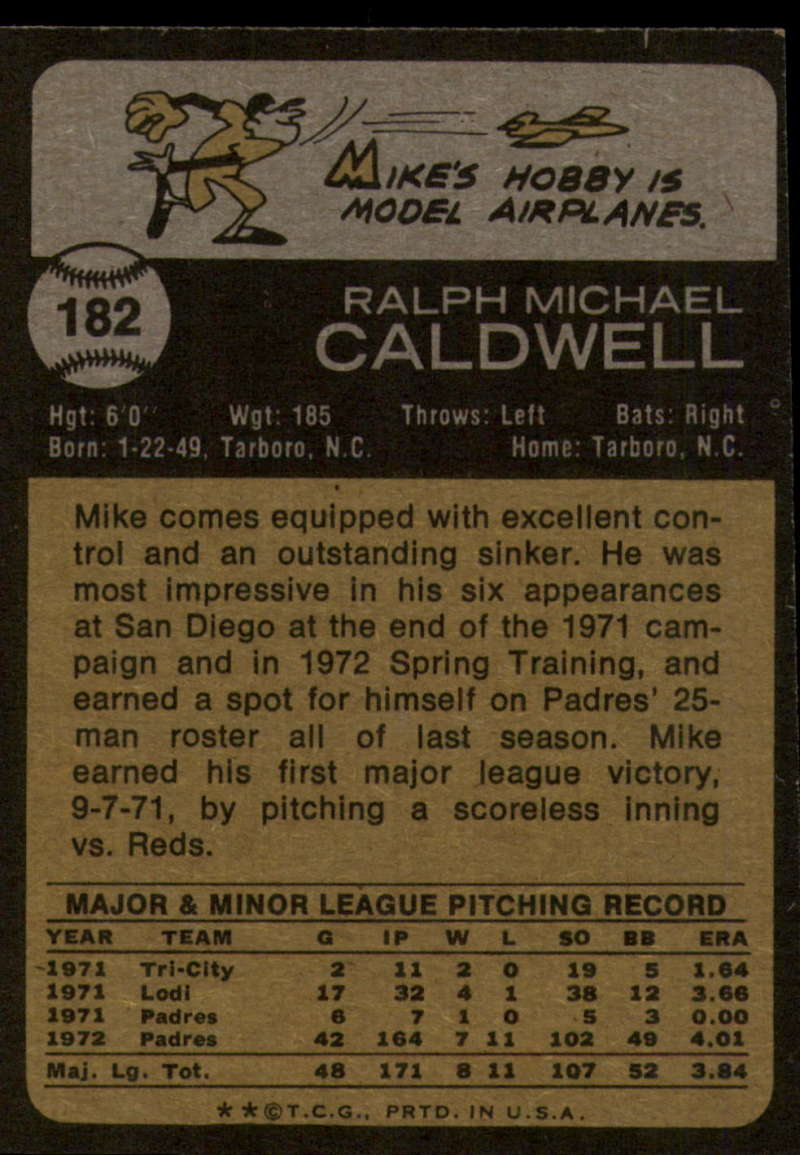 MIKE'S HOBBY IS
MODEL AIRPLANES.
182
RALPH MICHAEL
CALDWELL
Hgt: 6'0" Wgt: 185 Throws: Left Bats: Right
Born: 1-22-49, Tarboro, N.C. Home: Tarboro, N.C.
Mike comes equipped with excellent con-
trol and an outstanding sinker. He was
most impressive in his six appearances
at San Diego at the end of the 1971 cam-
paign and in 1972 Spring Training, and
earned a spot for himself on Padres' 25-
man roster all of last season. Mike
earned his first major league victory,
9-7-71, by pitching a scoreless inning
vs. Reds.
MAJOR & MINOR LEAGUE PITCHING RECORD
YEAR TEAM G IP W L SO BB ERA
1971 Tri-City 2 11 2 0 19 5 1.64
1971 Lodi 17 32 4 1 38 12 3.66
1971 Padres 6 7 1 0 5 3 0.00
1972 Padres 42 164 7 11 102 49 4.01
Maj. Lg. Tot. 48 171 8 11 107 52 3.84
★ ★ © T.C.G., PRTD. IN U.S.A.